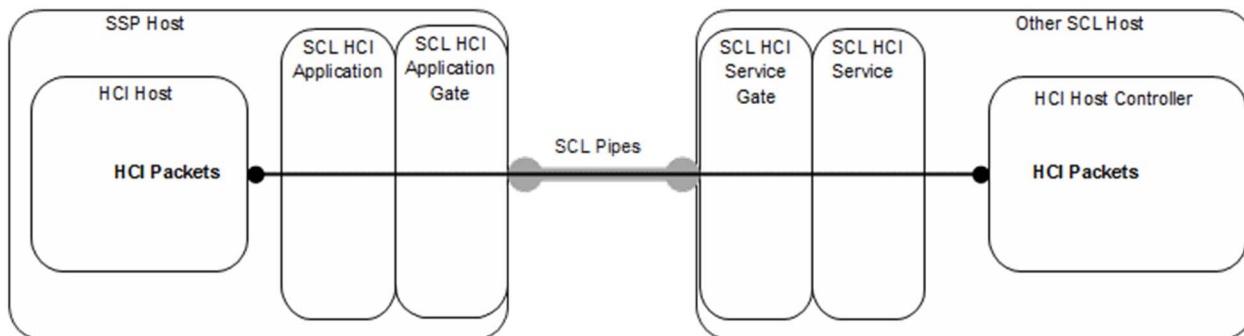 SSP Host
Other SCL Host
SCL HCI
Application
SCL HCI
Application
Gate
SCL HCI
Service
Gate
SCL HCI
Service
HCI Host
HCI Host Controller
SCL Pipes
HCI Packets
HCI Packets